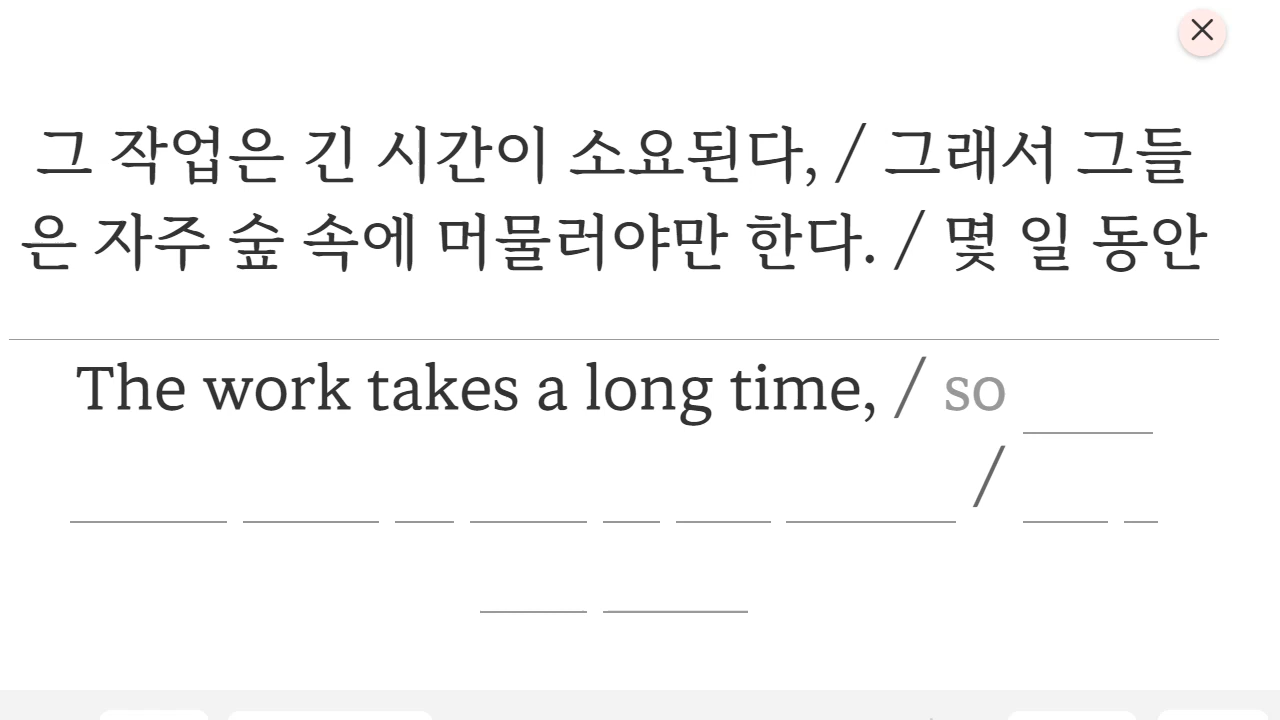 그 작업은 긴 시간이 소요된다, / 그래서 그들
은 자주 숲 속에 머물러야만 한다. / 몇 일 동안
The work takes a long time, / so
/